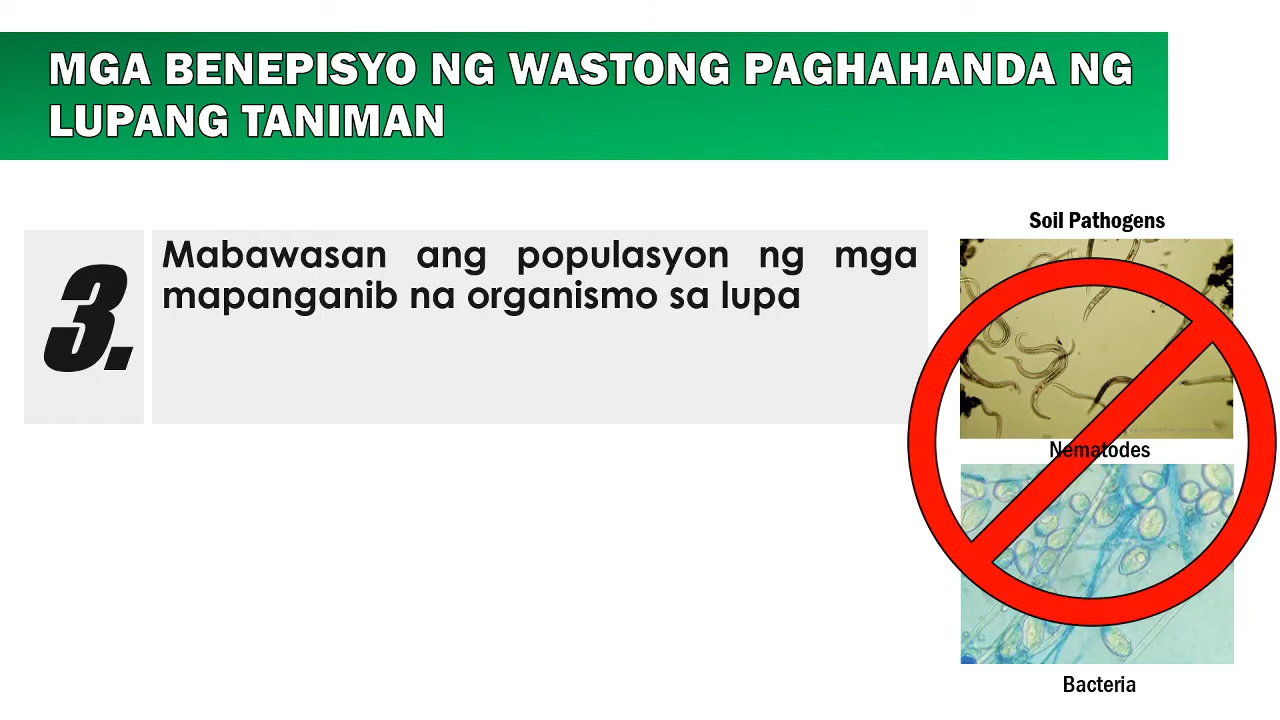 MGA BENEPISYO NG WASTONG PAGHAHANDA NG
LUPANG TANIMAN
3.
Mabawasan ang populasyon ng mga
mapanganib na organismo sa lupa
Soil Pathogens
Nematodes
Bacteria